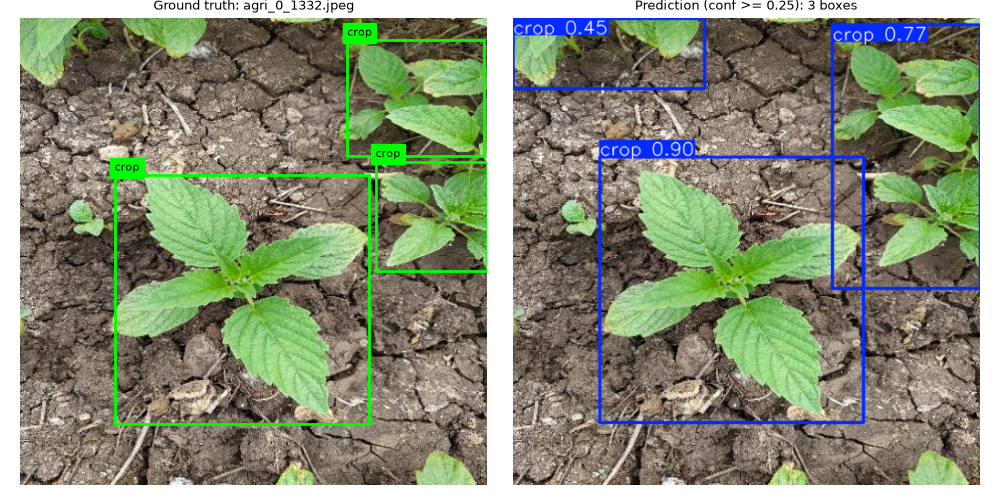 Ground truth: agri_0_1332.jpeg
crop
crop
crop
Prediction (conf >= 0.25): 3 boxes
crop 0.45
crop 0.77
crop 0.90